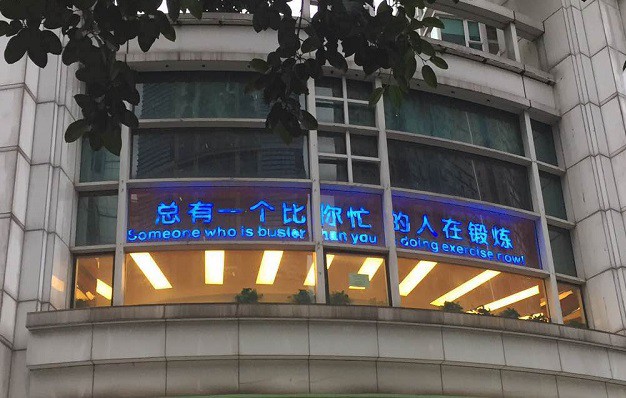 总有一个比你忙的人在锻炼
Someone who is busier than you doing exercise now!